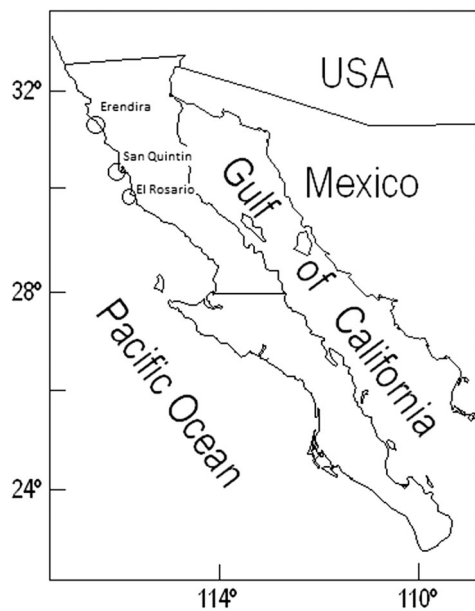 USA
32º
Erendira
San Quintin
El Rosario
Mexico
Gulf of California
28º
Pacific Ocean
24º
114º
110º